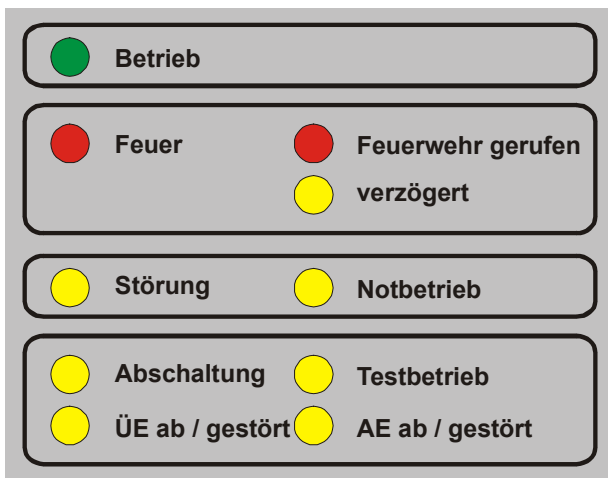 Betrieb
Feuer
Feuerwehr gerufen
verzögert
Störung
Notbetrieb
Abschaltung
Testbetrieb
ÜE ab / gestört
AE ab / gestört